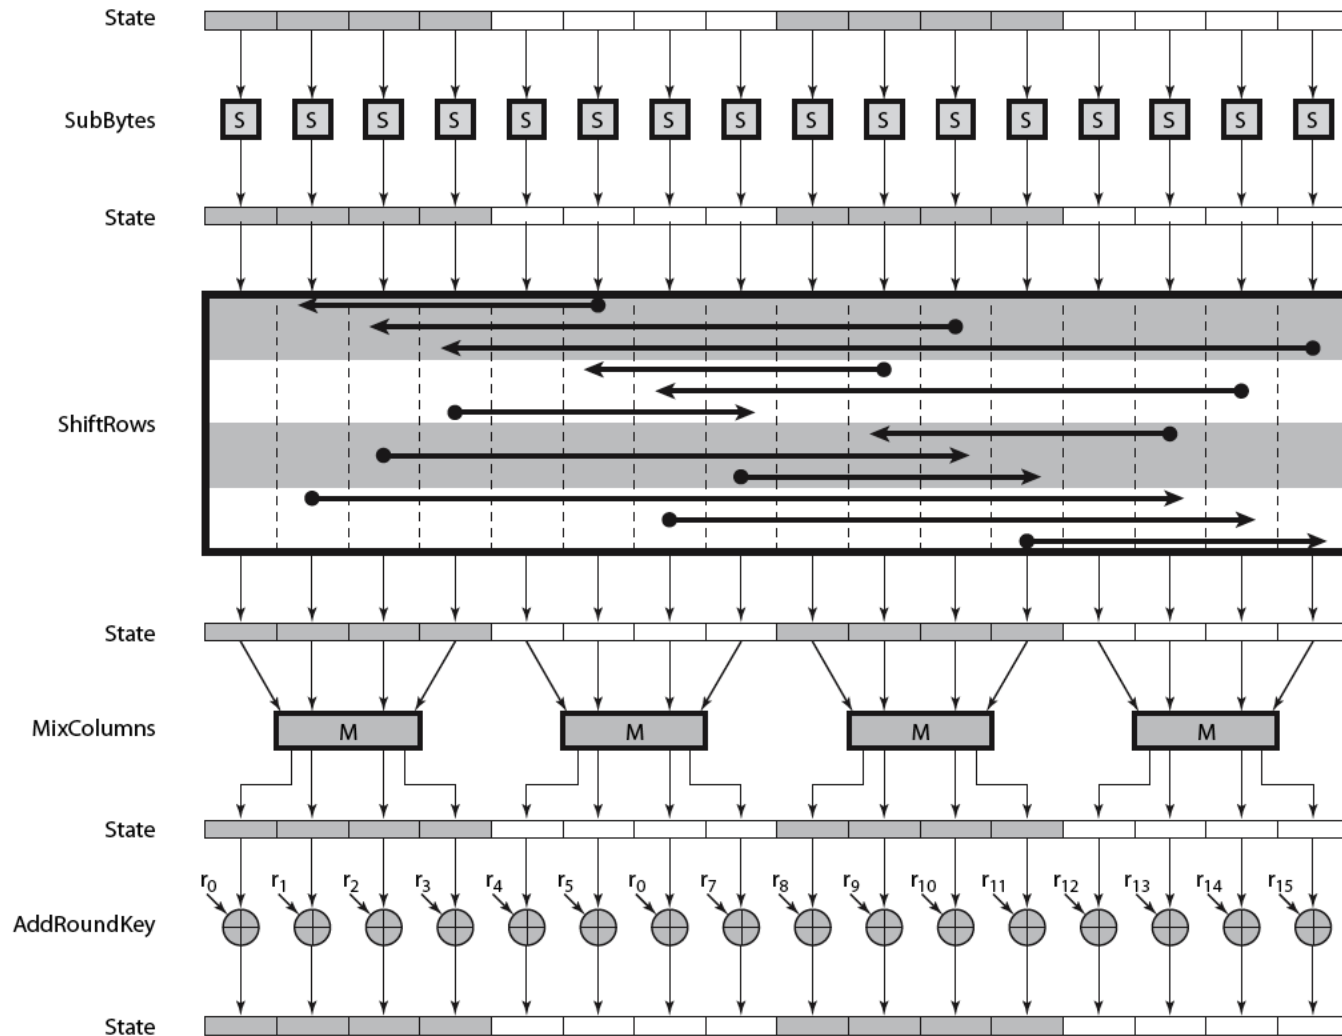 State
SubBytes S S S S S S S S S S S S S S S S
State
ShiftRows
State
MixColumns M M M M
State
r0 r1 r2 r3 r4 r5 r0 r7 r8 r9 r10 r11 r12 r13 r14 r15
AddRoundKey
State